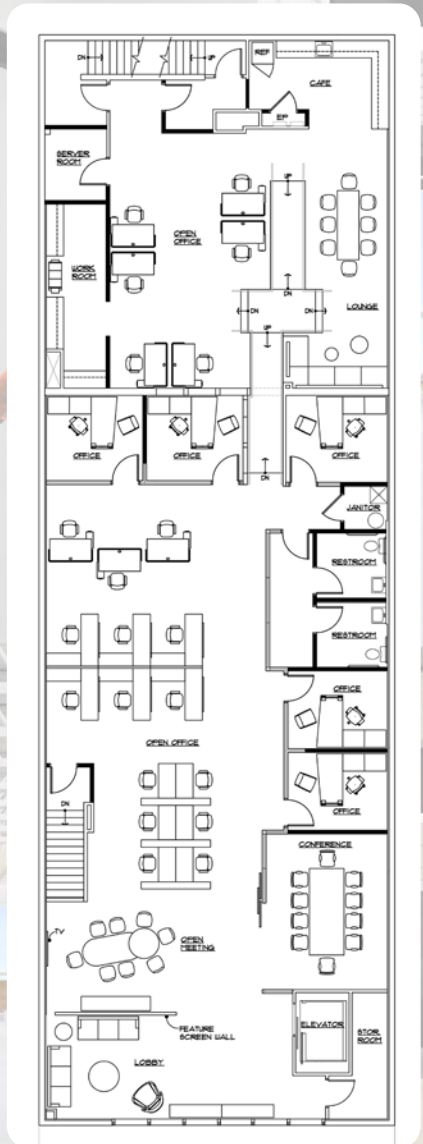 DN
UP
REF
CAFE
EP
SERVER
ROOM
UP
OPEN
OFFICE
WORK
ROOM
DN
DN
DN
LOUNGE
UP
OFFICE
OFFICE
OFFICE
DN
JANITOR
RESTROOM
RESTROOM
OFFICE
OPEN OFFICE
DN
OFFICE
CONFERENCE
TV
OPEN
MEETING
FEATURE
SCREEN WALL
ELEVATOR
STOR
ROOM
LOBBY